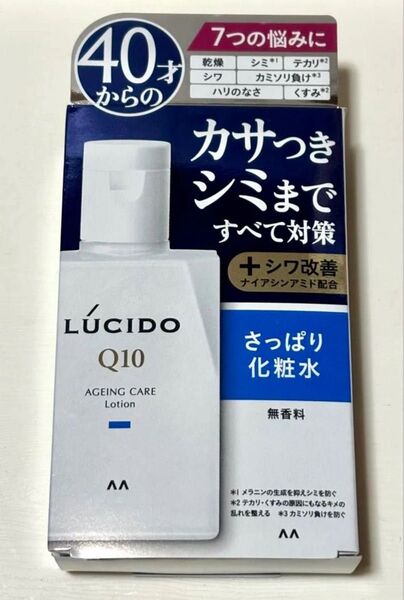 40才
からの
7つの悩みに
乾燥 シミ*1 テカリ*2
シワ カミソリ負け*3
ハリのなさ くすみ*2
カサつき
シミまで
すべて対策
+シワ改善
ナイアシンアミド配合
LÚCIDO
Q10
AGEING CARE
Lotion
さっぱり
化粧水
無香料
*1 メラニンの生成を抑えシミを防ぐ
*2 テカリ・くすみの原因にもなるキメの
乱れを整える *3 カミソリ負けを防ぐ